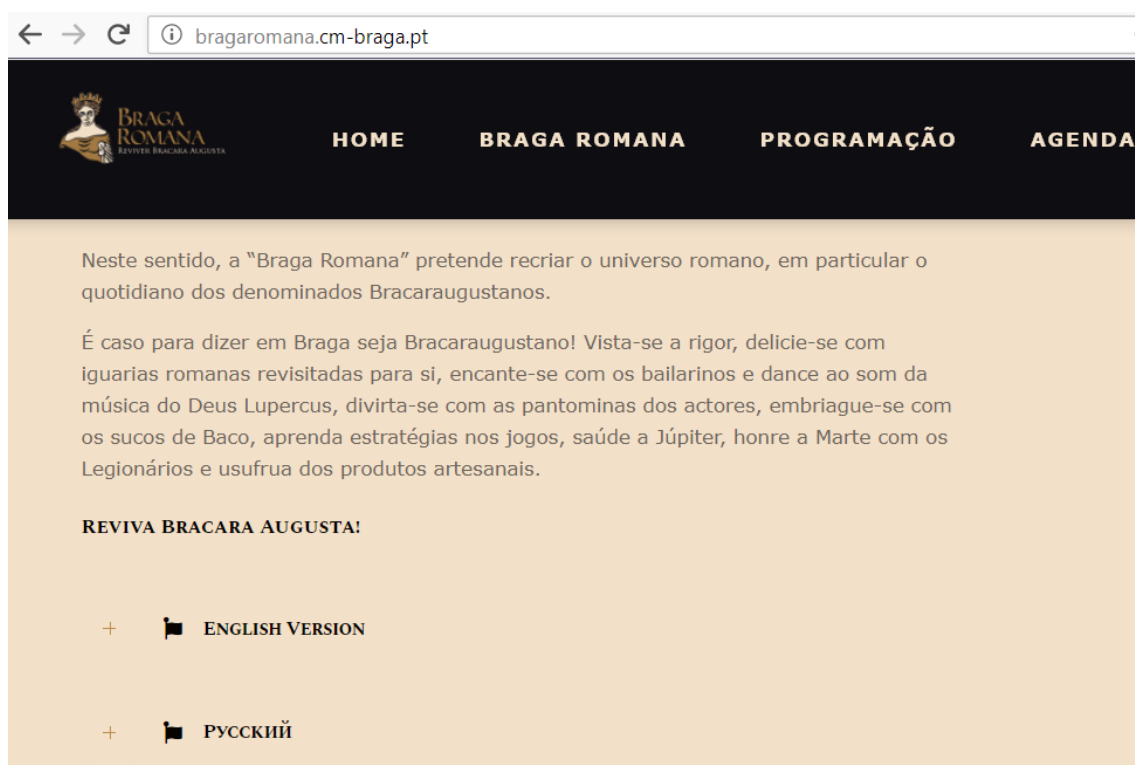 bragaromana.cm-braga.pt
BRAGA
ROMANA
REVIVER BRACARA AUGUSTA
HOME BRAGA ROMANA PROGRAMAÇÃO AGENDA
Neste sentido, a “Braga Romana” pretende recriar o universo romano, em particular o
quotidiano dos denominados Bracaraugustanos.
É caso para dizer em Braga seja Bracaraugustano! Vista-se a rigor, delicie-se com
iguarias romanas revisitadas para si, encante-se com os bailarinos e dance ao som da
música do Deus Lupercus, divirta-se com as pantominas dos actores, embriague-se com
os sucos de Baco, aprenda estratégias nos jogos, saúde a Júpiter, honre a Marte com os
Legionários e usufrua dos produtos artesanais.
REVIVA BRACARA AUGUSTA!
+ ENGLISH VERSION
+ РУССКИЙ